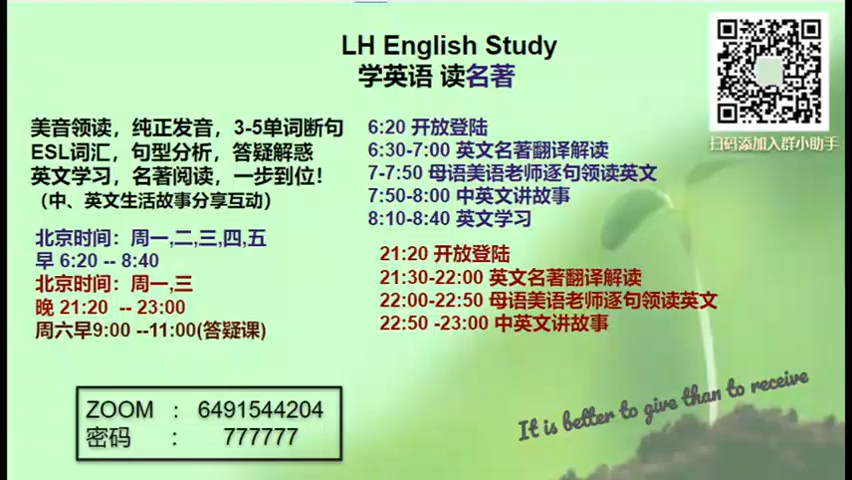 LH English Study
学英语 读名著
扫码添加入群小助手
美音领读，纯正发音，3-5单词断句
ESL词汇，句型分析，答疑解惑
英文学习，名著阅读，一步到位！
（中、英文生活故事分享互动）
北京时间：周一,二,三,四,五
早 6:20 -- 8:40
北京时间：周一,三
晚 21:20 -- 23:00
周六早9:00 --11:00(答疑课)
6:20 开放登陆
6:30-7:00 英文名著翻译解读
7-7:50 母语美语老师逐句领读英文
7:50-8:00 中英文讲故事
8:10-8:40 英文学习
21:20 开放登陆
21:30-22:00 英文名著翻译解读
22:00-22:50 母语美语老师逐句领读英文
22:50 -23:00 中英文讲故事
ZOOM ： 6491544204
密码 ： 777777
It is better to give than to receive